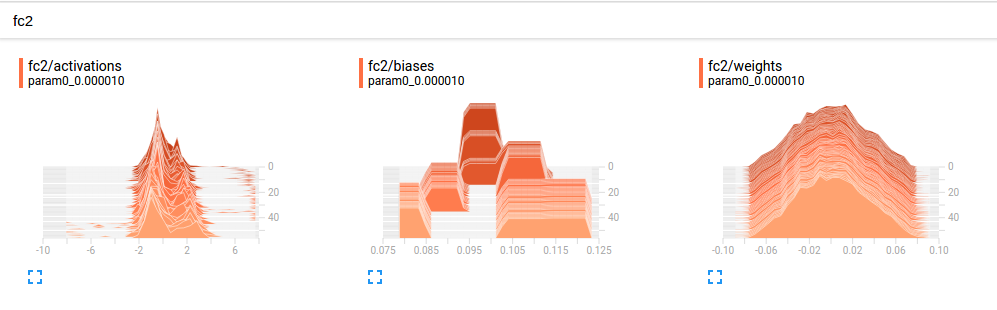 fc2
fc2/activations
param0_0.000010
0
20
40
-10 -6 -2 2 6
fc2/biases
param0_0.000010
0
20
40
0.075 0.085 0.095 0.105 0.115 0.125
fc2/weights
param0_0.000010
0
20
40
-0.10 -0.06 -0.02 0.02 0.06 0.10